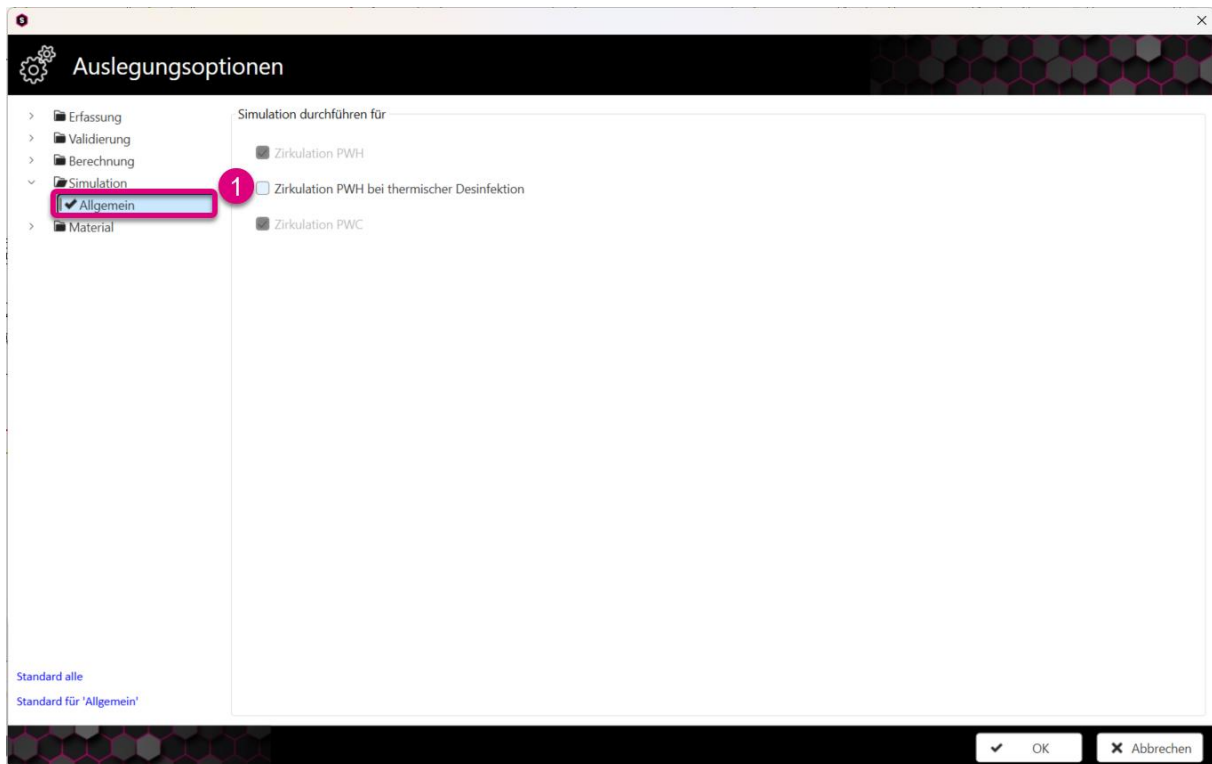 S
Auslegungsoptionen
Erfassung
Validierung
Berechnung
Simulation
Allgemein
Material
1
Simulation durchführen für
Zirkulation PWH
Zirkulation PWH bei thermischer Desinfektion
Zirkulation PWC
Standard alle
Standard für 'Allgemein'
OK
Abbrechen